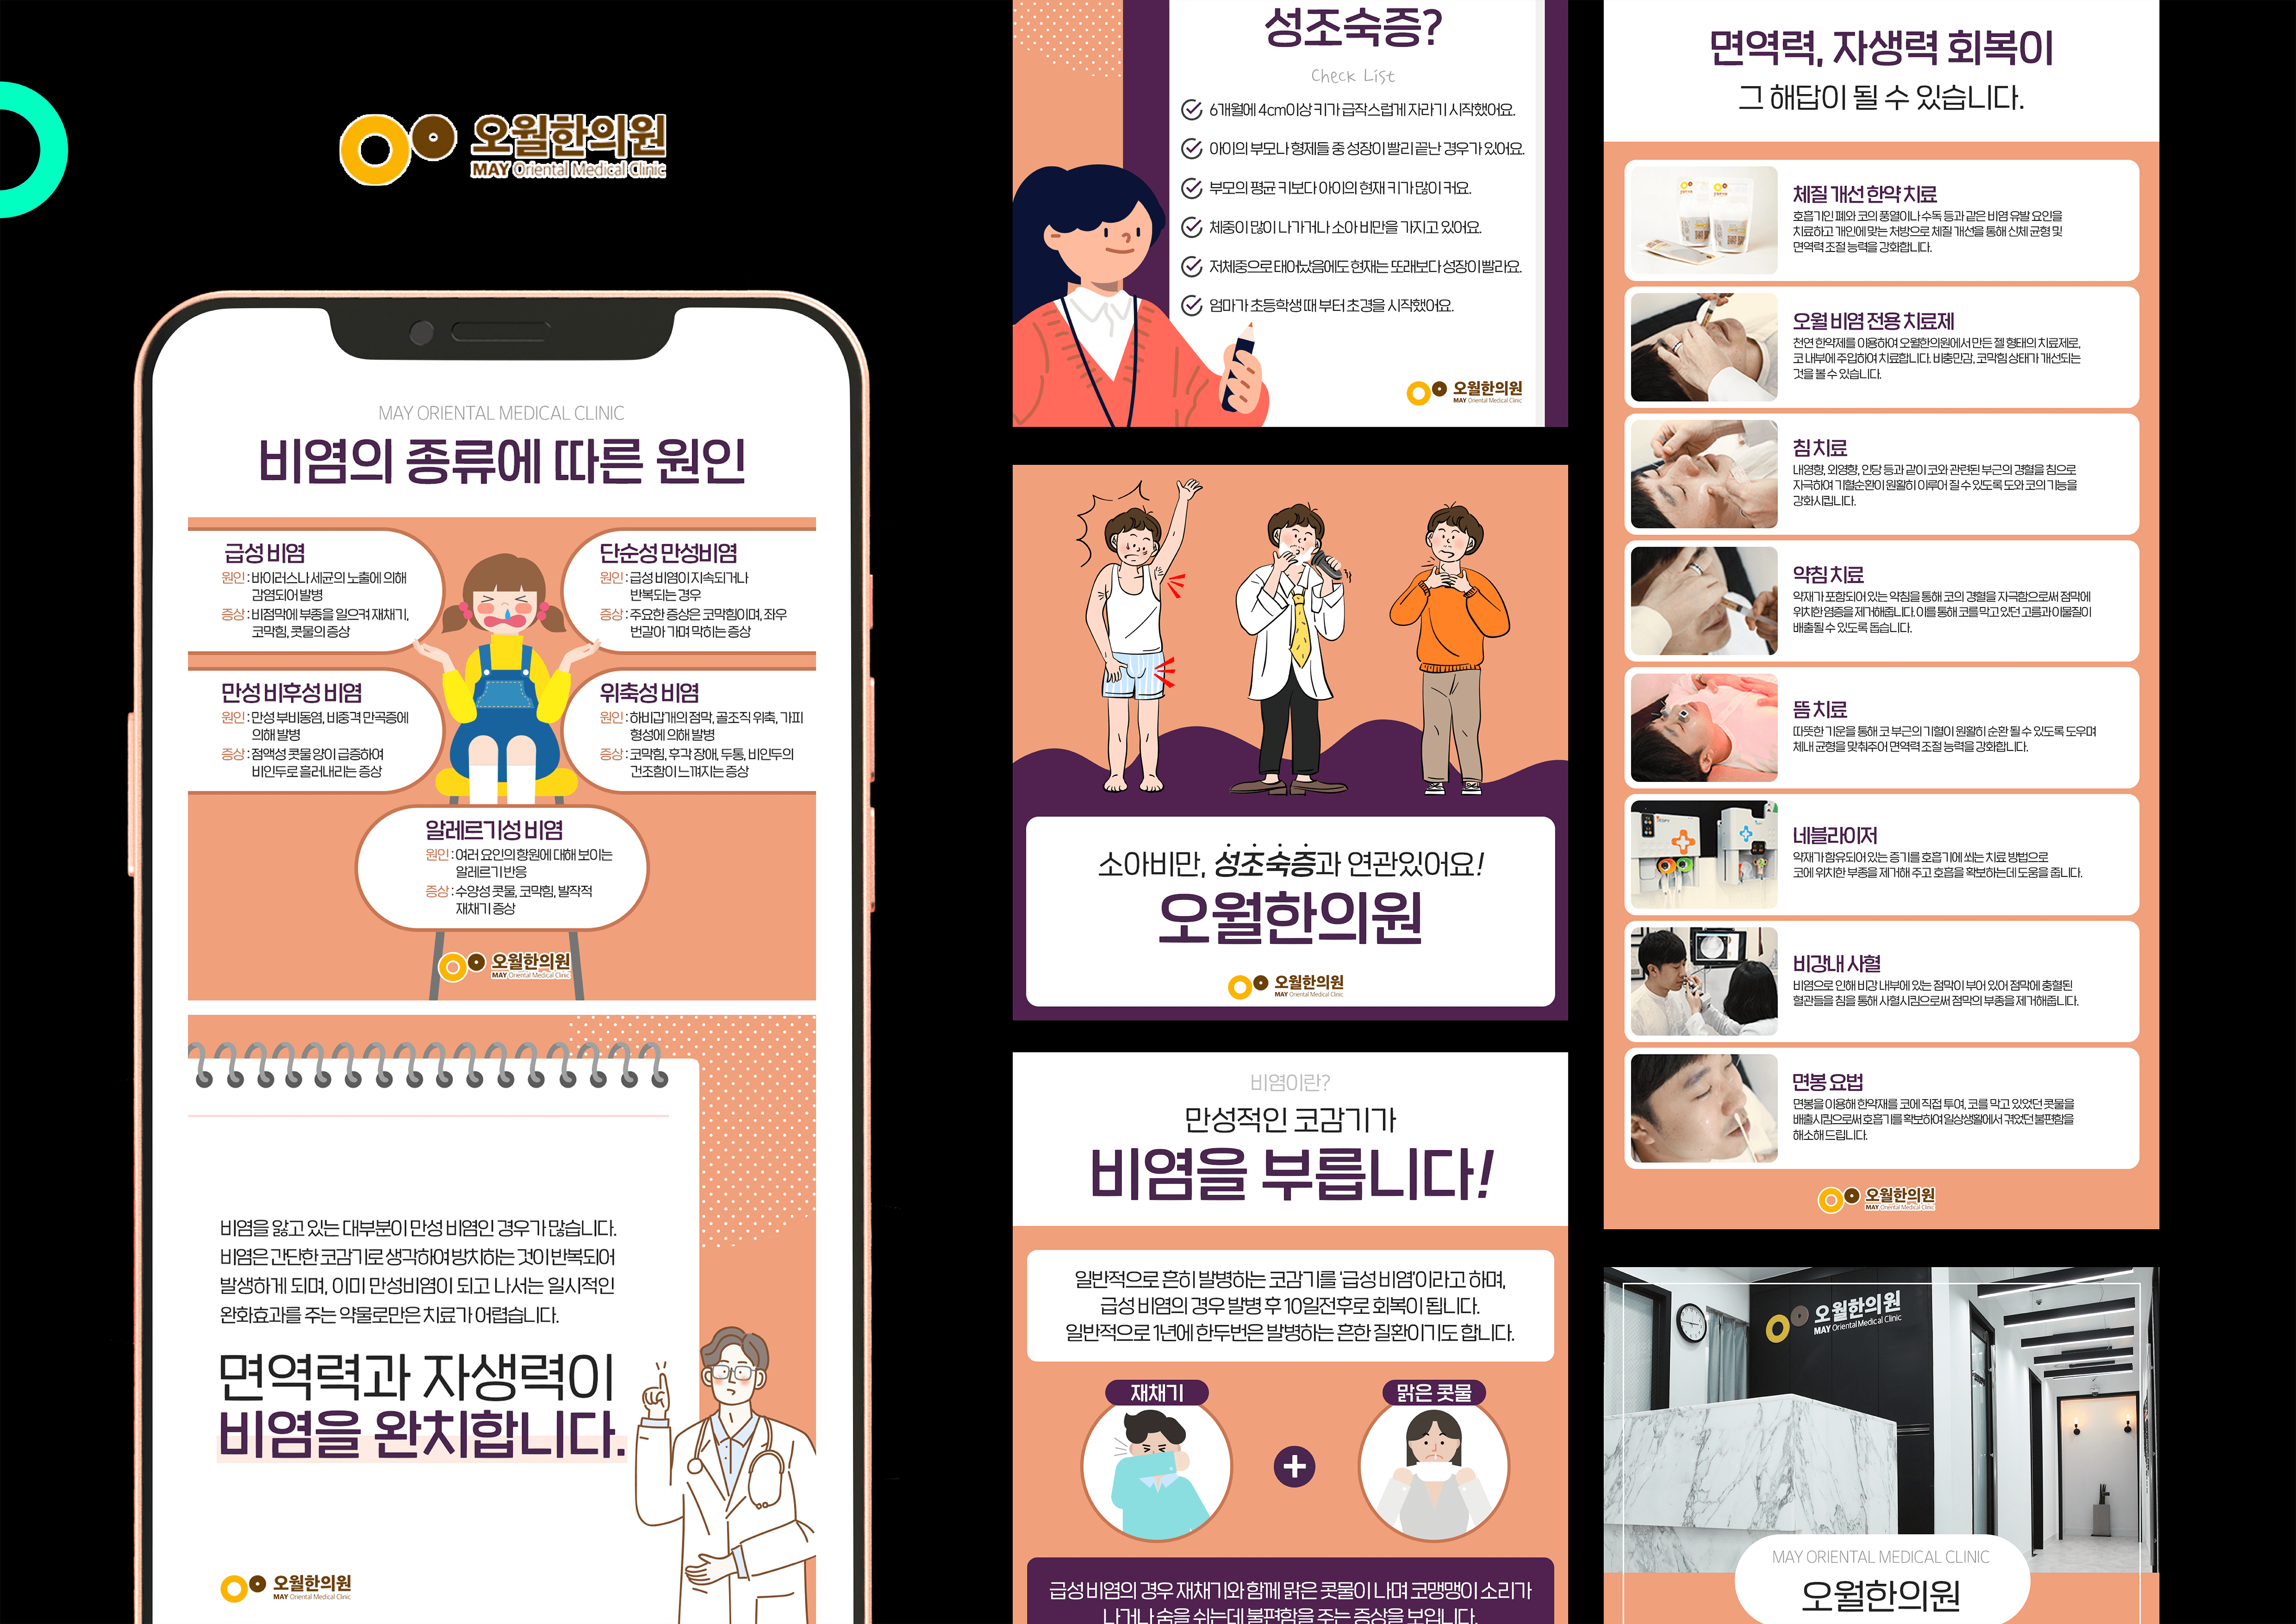 오월한의원
MAY Oriental Medical Clinic
MAY ORIENTAL MEDICAL CLINIC
비염의 종류에 따른 원인
급성 비염
원인 : 바이러스나 세균의 노출에 의해
감염되어 발병
증상 : 비점막에 부종을 일으켜 재채기,
코막힘, 콧물의 증상
단순성 만성비염
원인 : 급성 비염이 지속되거나
반복되는 경우
증상 : 주요한 증상은 코막힘이며, 좌우
번갈아 가며 막히는 증상
만성 비후성 비염
원인 : 만성 부비동염, 비중격 만곡증에
의해 발병
증상 : 점액성 콧물 양이 급증하여
비인두로 흘러내리는 증상
위축성 비염
원인 : 하비갑개의 점막, 골조직 위축, 가피
형성에 의해 발병
증상 : 코막힘, 후각 장애, 두통, 비인두의
건조함이 느껴지는 증상
알레르기성 비염
원인 : 여러 요인의 항원에 대해 보이는
알레르기 반응
증상 : 수양성 콧물, 코막힘, 발작적
재채기 증상
오월한의원
MAY Oriental Medical Clinic
비염을 앓고 있는 대부분이 만성 비염인 경우가 많습니다.
비염은 간단한 코감기로 생각하여 방치하는 것이 반복되어
발생하게 되며, 이미 만성비염이 되고 나서는 일시적인
완화효과를 주는 약물로만은 치료가 어렵습니다.
면역력과 자생력이
비염을 완치합니다.
오월한의원
MAY Oriental Medical Clinic
성조숙증?
Check List
6개월에 4cm이상 키가 급작스럽게 자라기 시작했어요.
아이의 부모나 형제들 중 성장이 빨리 끝난 경우가 있어요.
부모의 평균 키보다 아이의 현재 키가 많이 커요.
체중이 많이 나가거나 소아 비만을 가지고 있어요.
저체중으로 태어났음에도 현재는 또래보다 성장이 빨라요.
엄마가 초등학생 때 부터 초경을 시작했어요.
오월한의원
MAY Oriental Medical Clinic
소아비만, 성조숙증과 연관있어요!
오월한의원
오월한의원
MAY Oriental Medical Clinic
비염이란?
만성적인 코감기가
비염을 부릅니다!
일반적으로 흔히 발병하는 코감기를 '급성 비염'이라고 하며,
급성 비염의 경우 발병 후 10일전후로 회복이 됩니다.
일반적으로 1년에 한두번은 발병하는 흔한 질환이기도 합니다.
재채기
맑은 콧물
급성 비염의 경우 재채기와 함께 맑은 콧물이 나며 코맹맹이 소리가
나거나 숨을 쉬는데 불편함을 주는 증상을 보입니다.
면역력, 자생력 회복이
그 해답이 될 수 있습니다.
체질 개선 한약 치료
호흡기인 폐와 코의 풍열이나 수독 등과 같은 비염 유발 요인을
치료하고 개인에 맞는 처방으로 체질 개선을 통해 신체 균형 및
면역력 조절 능력을 강화합니다.
오월 비염 전용 치료제
천연 한약제를 이용하여 오월한의원에서 만든 젤 형태의 치료제로,
코 내부에 주입하여 치료합니다. 비충만감, 코막힘 상태가 개선되는
것을 볼 수 있습니다.
침 치료
내영향, 외영향, 인당 등과 같이 코와 관련된 부근의 경혈을 침으로
자극하여 기혈순환이 원활히 이루어 질 수 있도록 도와 코의 기능을
강화시킵니다.
약침 치료
약재가 포함되어 있는 약침을 통해 코의 경혈을 자극함으로써 점막에
위치한 염증을 제거해줍니다. 이를 통해 코를 막고 있던 고름과 이물질이
배출될 수 있도록 돕습니다.
뜸 치료
따뜻한 기운을 통해 코 부근의 기혈이 원활히 순환 될 수 있도록 도우며
체내 균형을 맞춰주어 면역력 조절 능력을 강화합니다.
네블라이저
약재가 함유되어 있는 증기를 호흡기에 쐬는 치료 방법으로
코에 위치한 부종을 제거해 주고 호흡을 확보하는데 도움을 줍니다.
비강내 사혈
비염으로 인해 비강 내부에 있는 점막이 부어 있어 점막에 충혈된
혈관들을 침을 통해 사혈시킴으로써 점막의 부종을 제거해줍니다.
면봉 요법
면봉을 이용해 한약재를 코에 직접 투여, 코를 막고 있었던 콧물을
배출시킴으로써 호흡기를 확보하여 일상생활에서 겪었던 불편함을
해소해 드립니다.
오월한의원
MAY Oriental Medical Clinic
오월한의원
MAY Oriental Medical Clinic
MAY ORIENTAL MEDICAL CLINIC
오월한의원